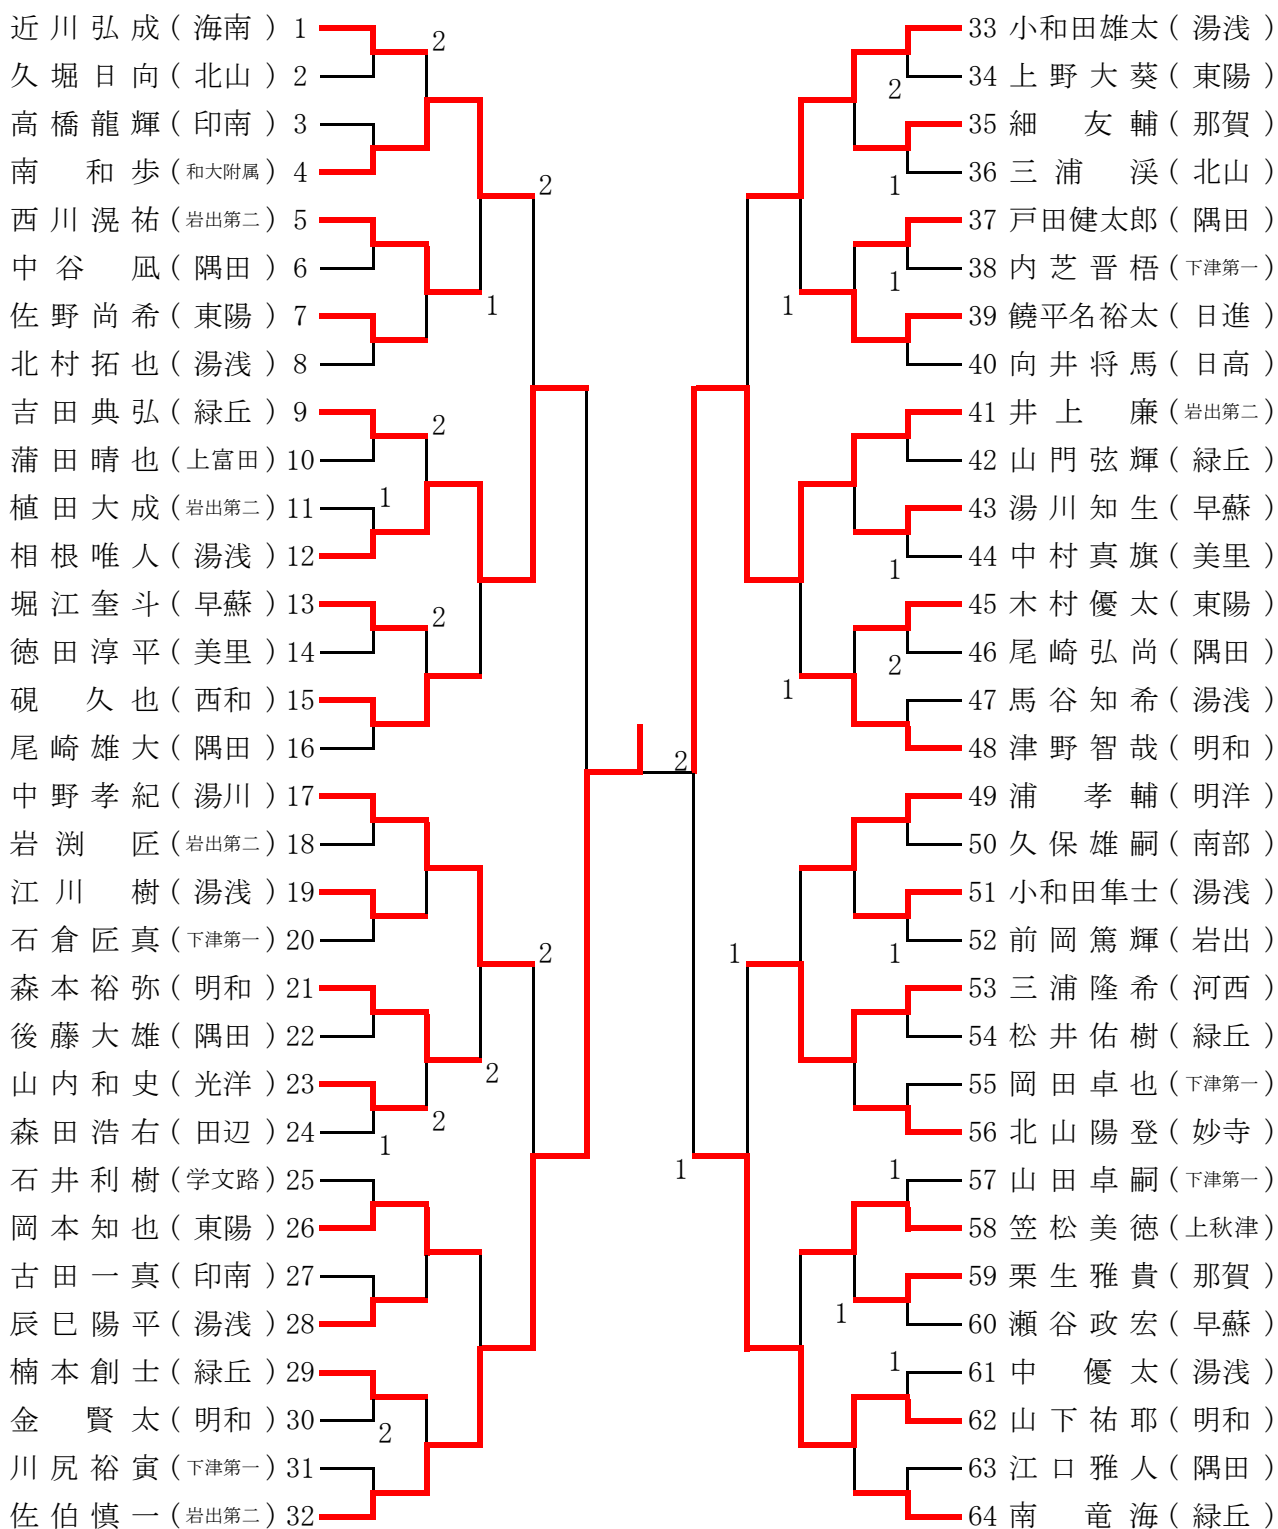 近川弘成(海南) 1
久堀日向(北山) 2
高橋龍輝(印南) 3
南 和歩(和大附属) 4
西川滉祐(岩出第二) 5
中谷 凪(隅田) 6
佐野尚希(東陽) 7
北村拓也(湯浅) 8
吉田典弘(緑丘) 9
蒲田晴也(上富田) 10
植田大成(岩出第二) 11
相根唯人(湯浅) 12
堀江奎斗(早蘇) 13
徳田淳平(美里) 14
硯 久也(西和) 15
尾崎雄大(隅田) 16
中野孝紀(湯川) 17
岩渕 匠(岩出第二) 18
江川 樹(湯浅) 19
石倉匠真(下津第一) 20
森本裕弥(明和) 21
後藤大雄(隅田) 22
山内和史(光洋) 23
森田浩右(田辺) 24
石井利樹(学文路) 25
岡本知也(東陽) 26
古田一真(印南) 27
辰巳陽平(湯浅) 28
楠本創士(緑丘) 29
金 賢太(明和) 30
川尻裕寅(下津第一) 31
佐伯慎一(岩出第二) 32
2
2
1
2
1
2
2
2
2
1
2
2
1
33 小和田雄太(湯浅)
34 上野大葵(東陽)
35 細 友輔(那賀)
36 三浦 渓(北山)
37 戸田健太郎(隅田)
38 内芝晋梧(下津第一)
39 饒平名裕太(日進)
40 向井将馬(日高)
41 井上 廉(岩出第二)
42 山門弦輝(緑丘)
43 湯川知生(早蘇)
44 中村真旗(美里)
45 木村優太(東陽)
46 尾崎弘尚(隅田)
47 馬谷知希(湯浅)
48 津野智哉(明和)
49 浦 孝輔(明洋)
50 久保雄嗣(南部)
51 小和田隼士(湯浅)
52 前岡篤輝(岩出)
53 三浦隆希(河西)
54 松井佑樹(緑丘)
55 岡田卓也(下津第一)
56 北山陽登(妙寺)
57 山田卓嗣(下津第一)
58 笠松美徳(上秋津)
59 栗生雅貴(那賀)
60 瀬谷政宏(早蘇)
61 中 優太(湯浅)
62 山下祐耶(明和)
63 江口雅人(隅田)
64 南 竜海(緑丘)
2
1
1
1
1
2
1
1
1
1
1
1